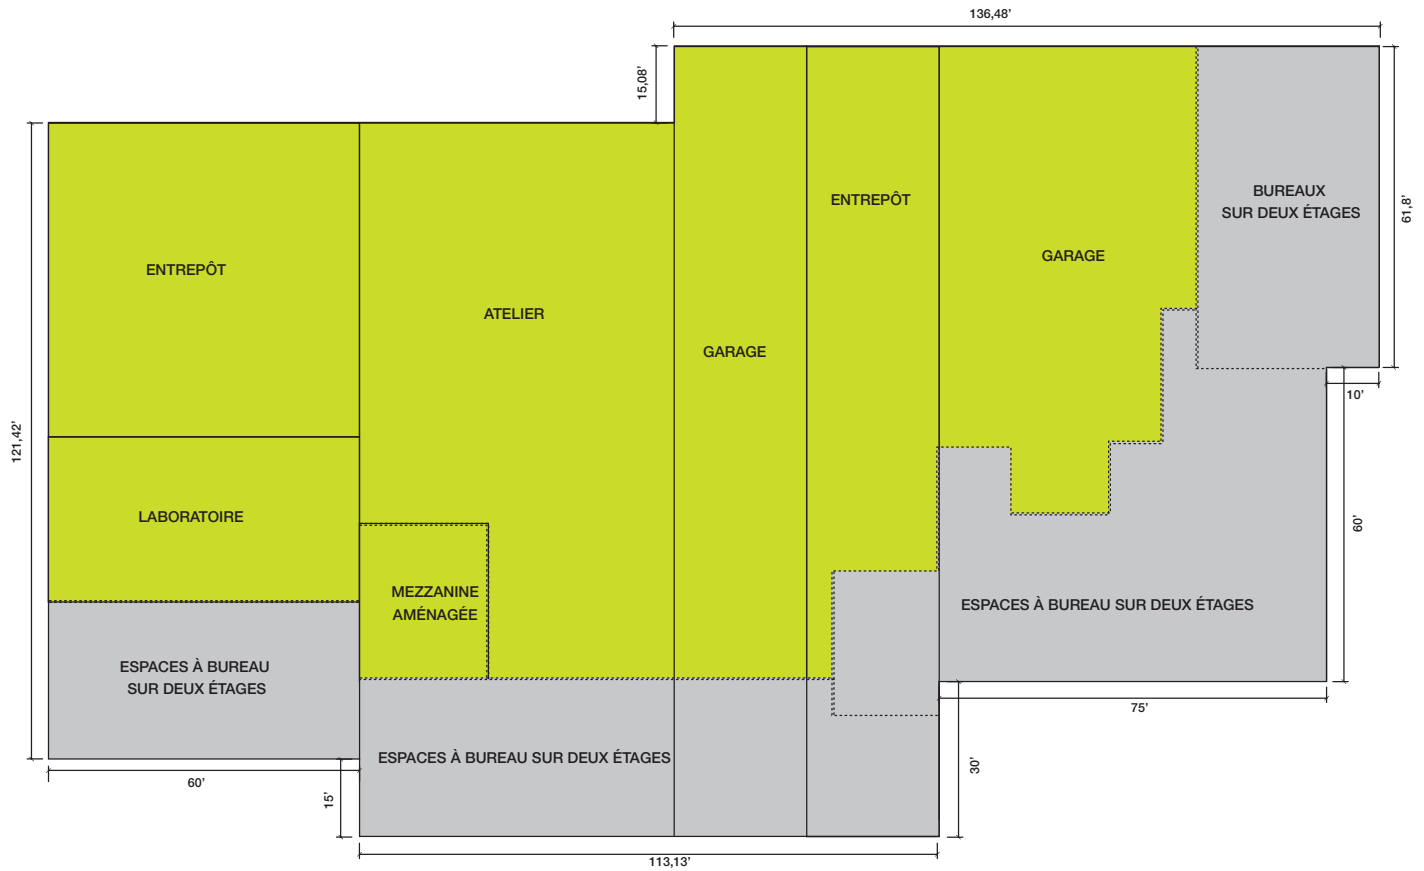 136,48’
15,08’
BUREAUX
SUR DEUX ÉTAGES
61,8’
ENTREPÔT
GARAGE
ENTREPÔT
ATELIER
GARAGE
10’
121,42’
LABORATOIRE
60’
MEZZANINE
AMÉNAGÉE
ESPACES À BUREAU SUR DEUX ÉTAGES
ESPACES À BUREAU
SUR DEUX ÉTAGES
75’
ESPACES À BUREAU SUR DEUX ÉTAGES
30’
60’
15’
113,13’